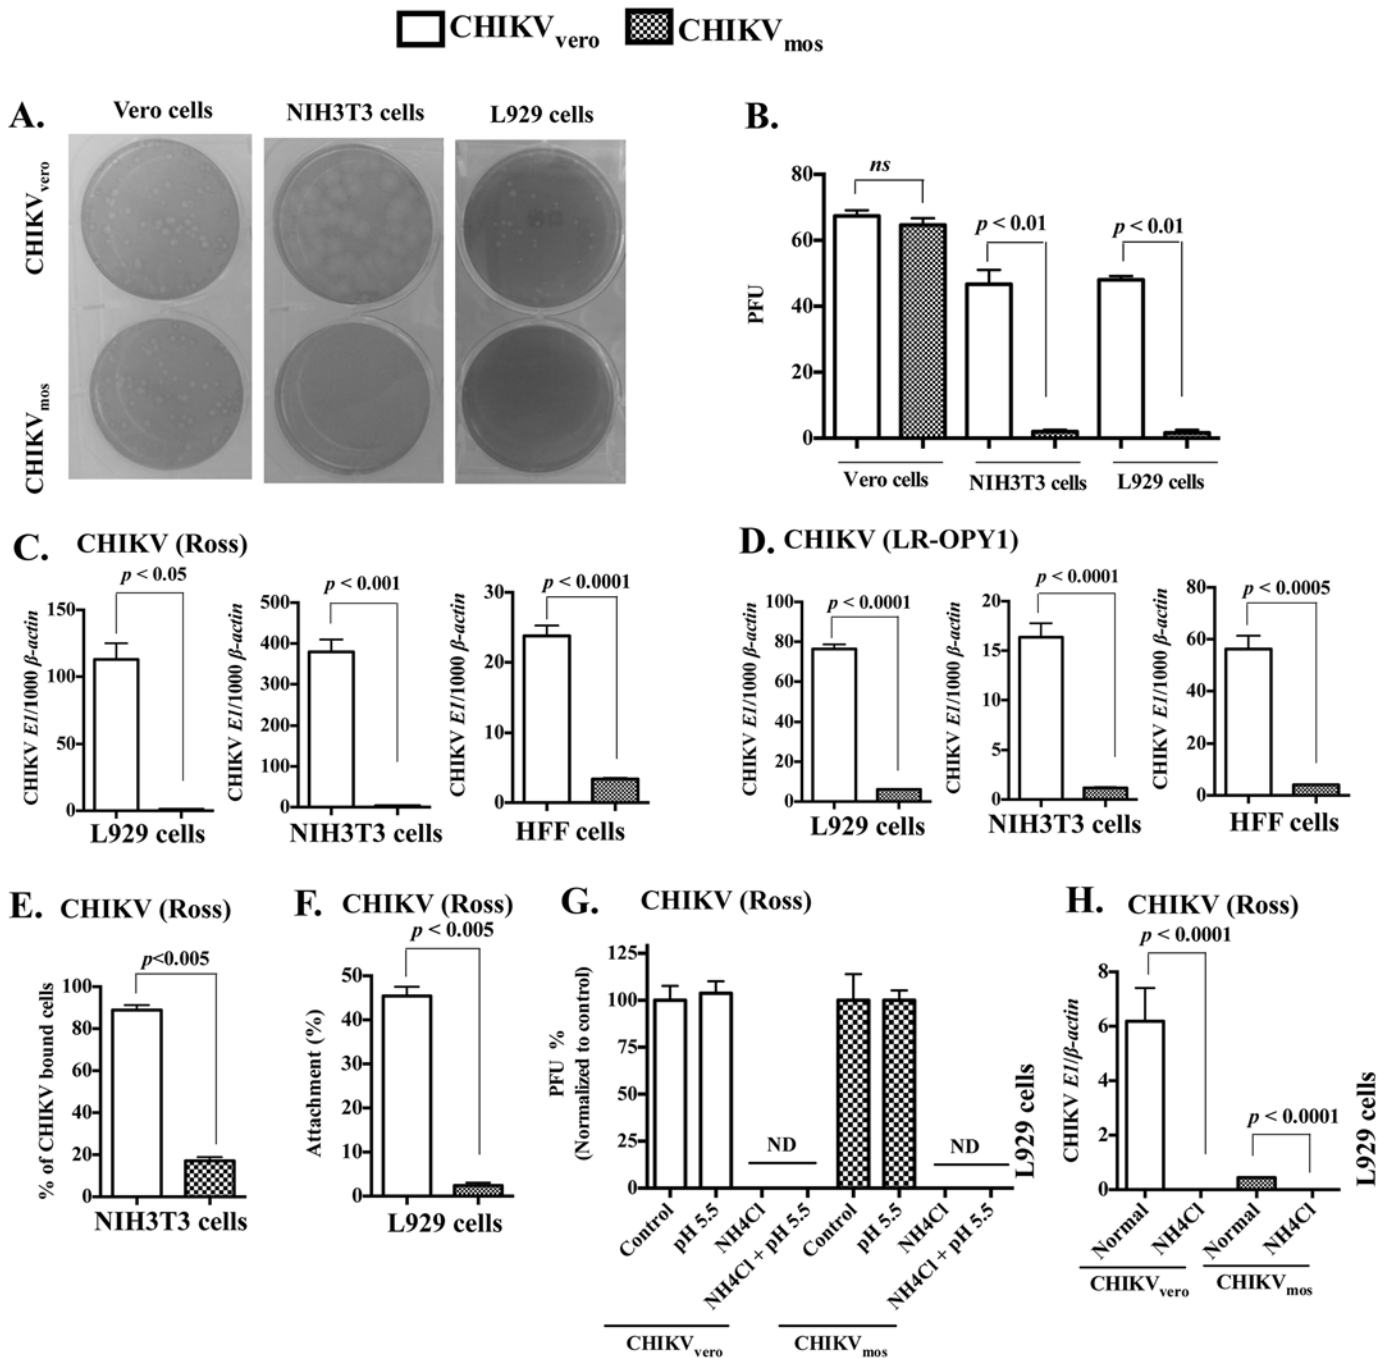 CHIKVvero CHIKVmos
A. Vero cells NIH3T3 cells L929 cells
CHIKVvero
CHIKVmos
B.
PFU
80
60
40
20
0
ns
p < 0.01
p < 0.01
Vero cells NIH3T3 cells L929 cells
C. CHIKV (Ross)
CHIKV E1/1000 β-actin
150
100
50
0
p < 0.05
L929 cells
CHIKV E1/1000 β-actin
500
400
300
200
100
0
p < 0.001
NIH3T3 cells
CHIKV E1/1000 β-actin
30
20
10
0
p < 0.0001
HFF cells
D. CHIKV (LR-OPY1)
CHIKV E1/1000 β-actin
100
80
60
40
20
0
p < 0.0001
L929 cells
CHIKV E1/1000 β-actin
20
15
10
5
0
p < 0.0001
NIH3T3 cells
CHIKV E1/1000 β-actin
80
60
40
20
0
p < 0.0005
HFF cells
E. CHIKV (Ross)
% of CHIKV bound cells
100
80
60
40
20
0
p<0.005
NIH3T3 cells
F. CHIKV (Ross)
Attachment (%)
50
40
30
20
10
0
p < 0.005
L929 cells
G. CHIKV (Ross)
PFU %
(Normalized to control)
125
100
75
50
25
0
ND
ND
Control
pH 5.5
NH4Cl
NH4Cl + pH 5.5
Control
pH 5.5
NH4Cl
NH4Cl + pH 5.5
CHIKVvero CHIKVmos
L929 cells
H. CHIKV (Ross)
CHIKV E1/β-actin
8
6
4
2
0
p < 0.0001
p < 0.0001
Normal
NH4Cl
Normal
NH4Cl
CHIKVvero CHIKVmos
L929 cells